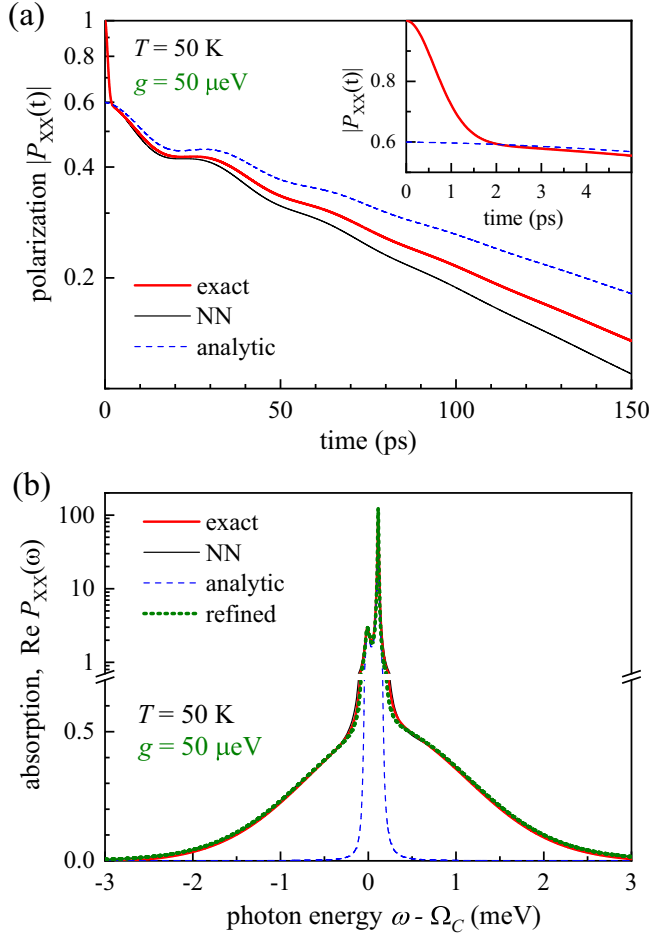 (a)
1
0.8
0.6
0.4
0.2
polarization |P_XX(t)|
T = 50 K
g = 50 μeV
exact
NN
analytic
0 50 100 150
time (ps)
1.0
0.8
0.6
|P_XX(t)|
0 1 2 3 4
time (ps)
(b)
100
10
1
0.5
0.0
absorption, Re P_XX(ω)
exact
NN
analytic
refined
T = 50 K
g = 50 μeV
-3 -2 -1 0 1 2 3
photon energy ω - Ω_C (meV)